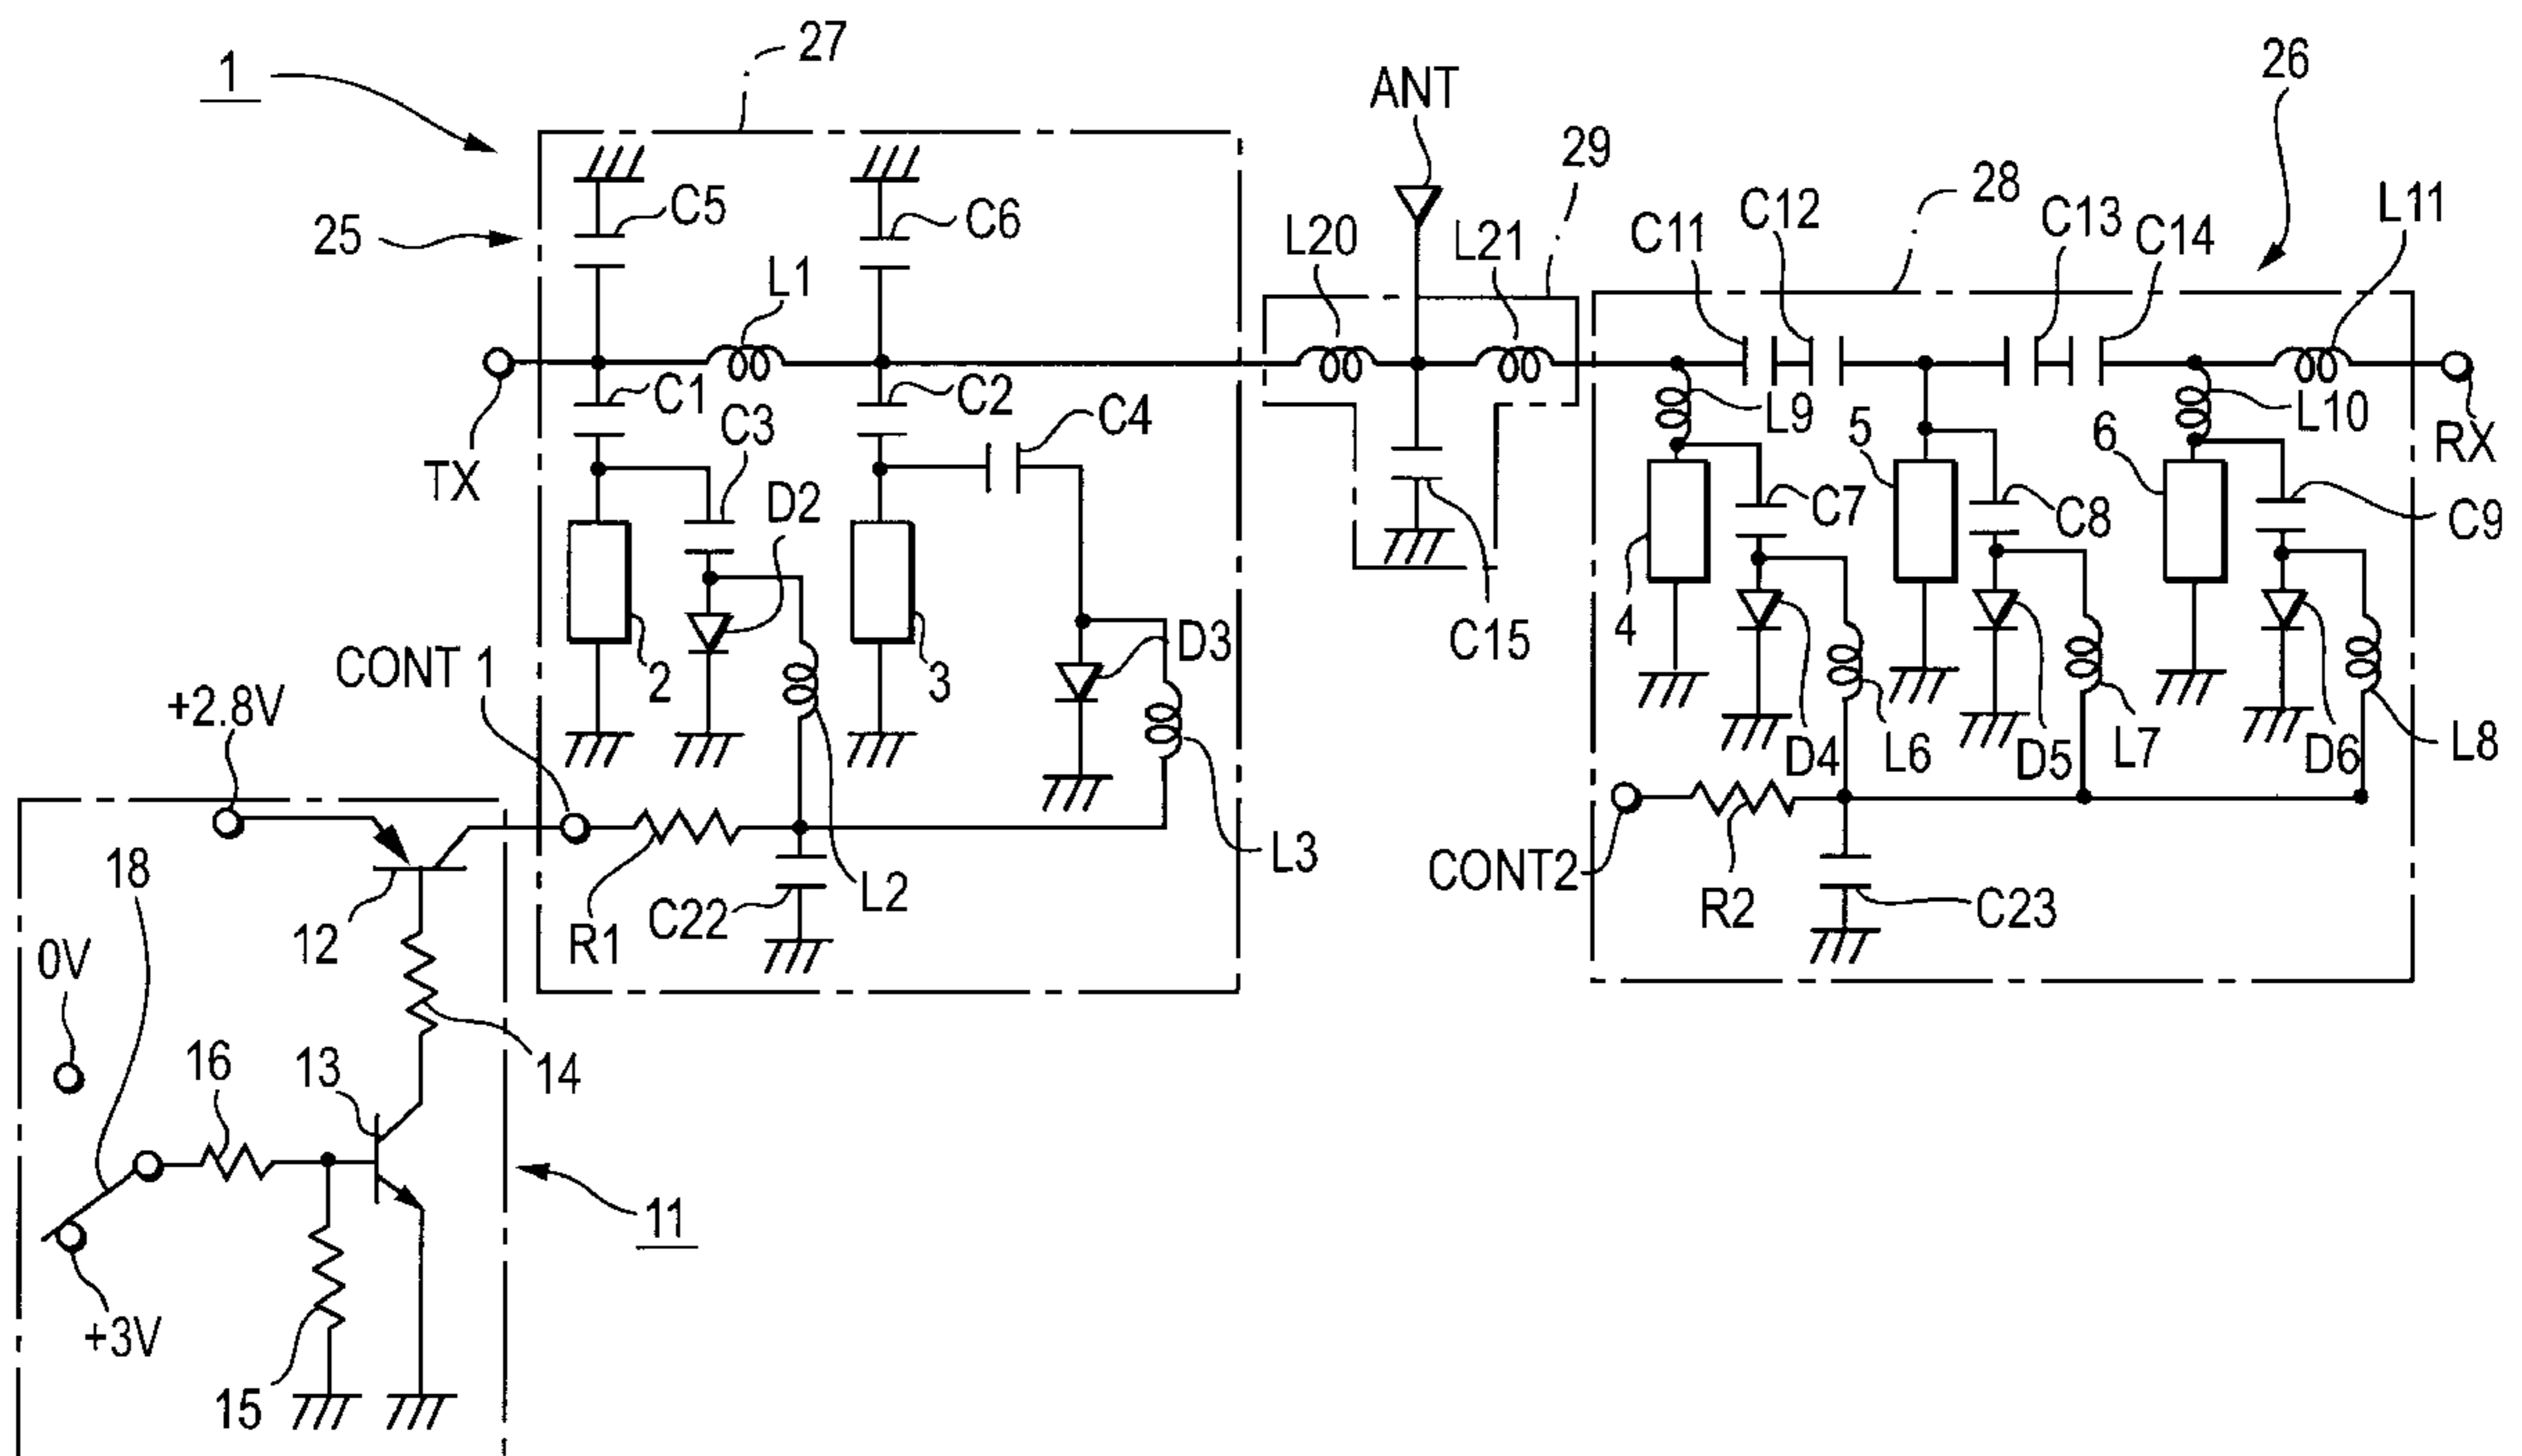 1
27
ANT
26
29
28
25
C5
C6
L20
L21
C11
C12
C13
C14
L11
L1
C1
C3
C2
C4
L9
L10
TX
RX
D2
5
6
C7
C8
C9
2
3
D3
C15
4
CONT 1
+2.8V
D4
L6
D5
L7
D6
L8
L3
18
12
R1
C22
L2
CONT2
R2
C23
0V
14
16
13
11
+3V
15